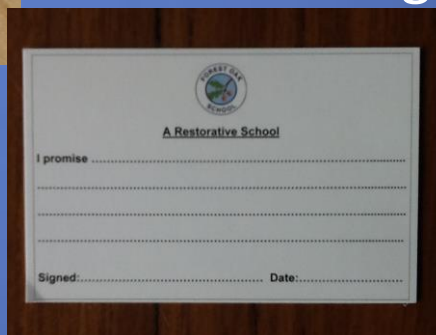 FOREST OAK
SCHOOL
A Restorative School
I promise ................................................................
................................................................
................................................................
................................................................
Signed:................................ Date:................